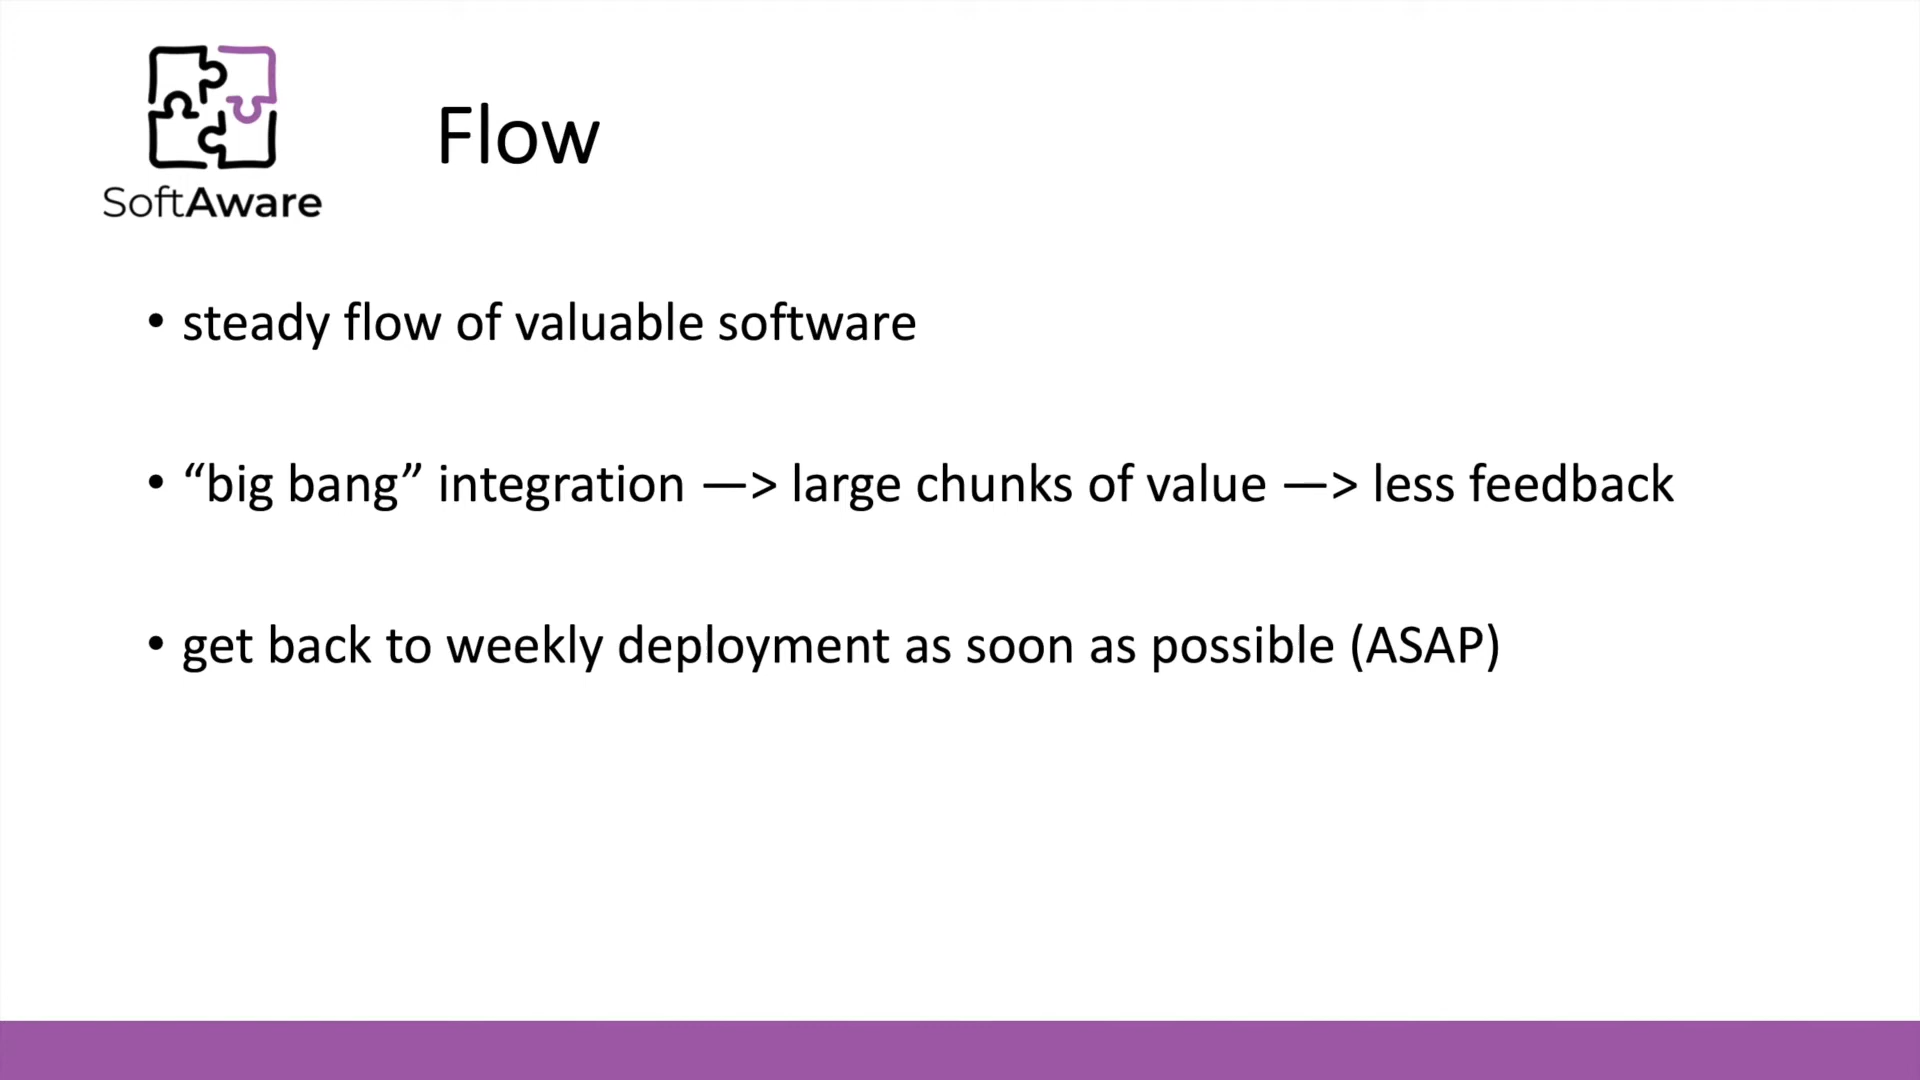 SoftAware
Flow
• steady flow of valuable software
• “big bang” integration —> large chunks of value —> less feedback
• get back to weekly deployment as soon as possible (ASAP)